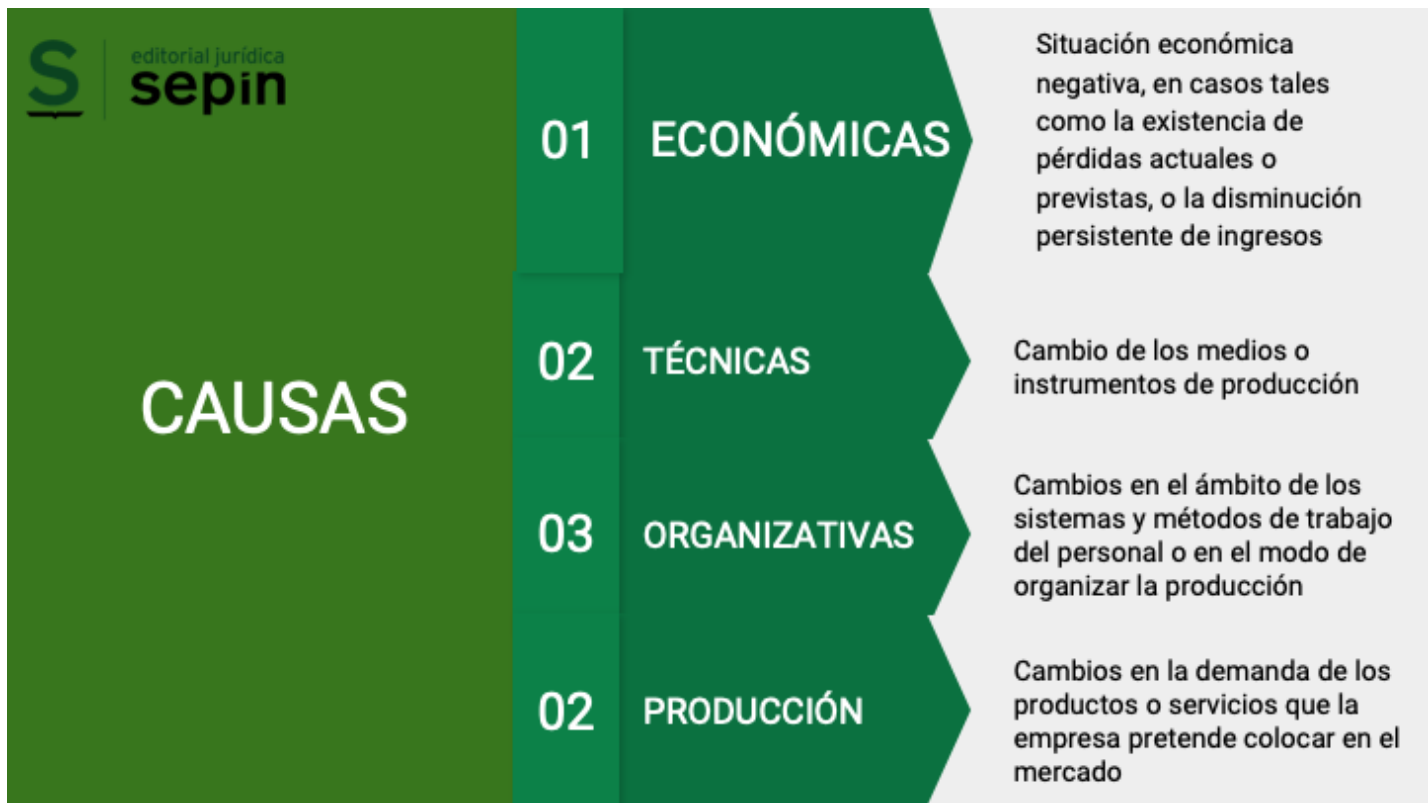 S
editorial jurídica
sepin
CAUSAS
01
ECONÓMICAS
Situación económica
negativa, en casos tales
como la existencia de
pérdidas actuales o
previstas, o la disminución
persistente de ingresos
02
TÉCNICAS
Cambio de los medios o
instrumentos de producción
03
ORGANIZATIVAS
Cambios en el ámbito de los
sistemas y métodos de trabajo
del personal o en el modo de
organizar la producción
02
PRODUCCIÓN
Cambios en la demanda de los
productos o servicios que la
empresa pretende colocar en el
mercado